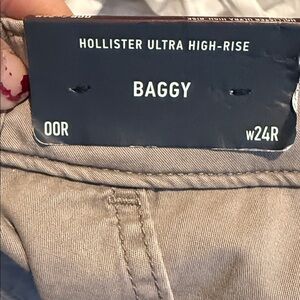 HOLLISTER ULTRA HIGH-RISE
BAGGY
00R
W24R